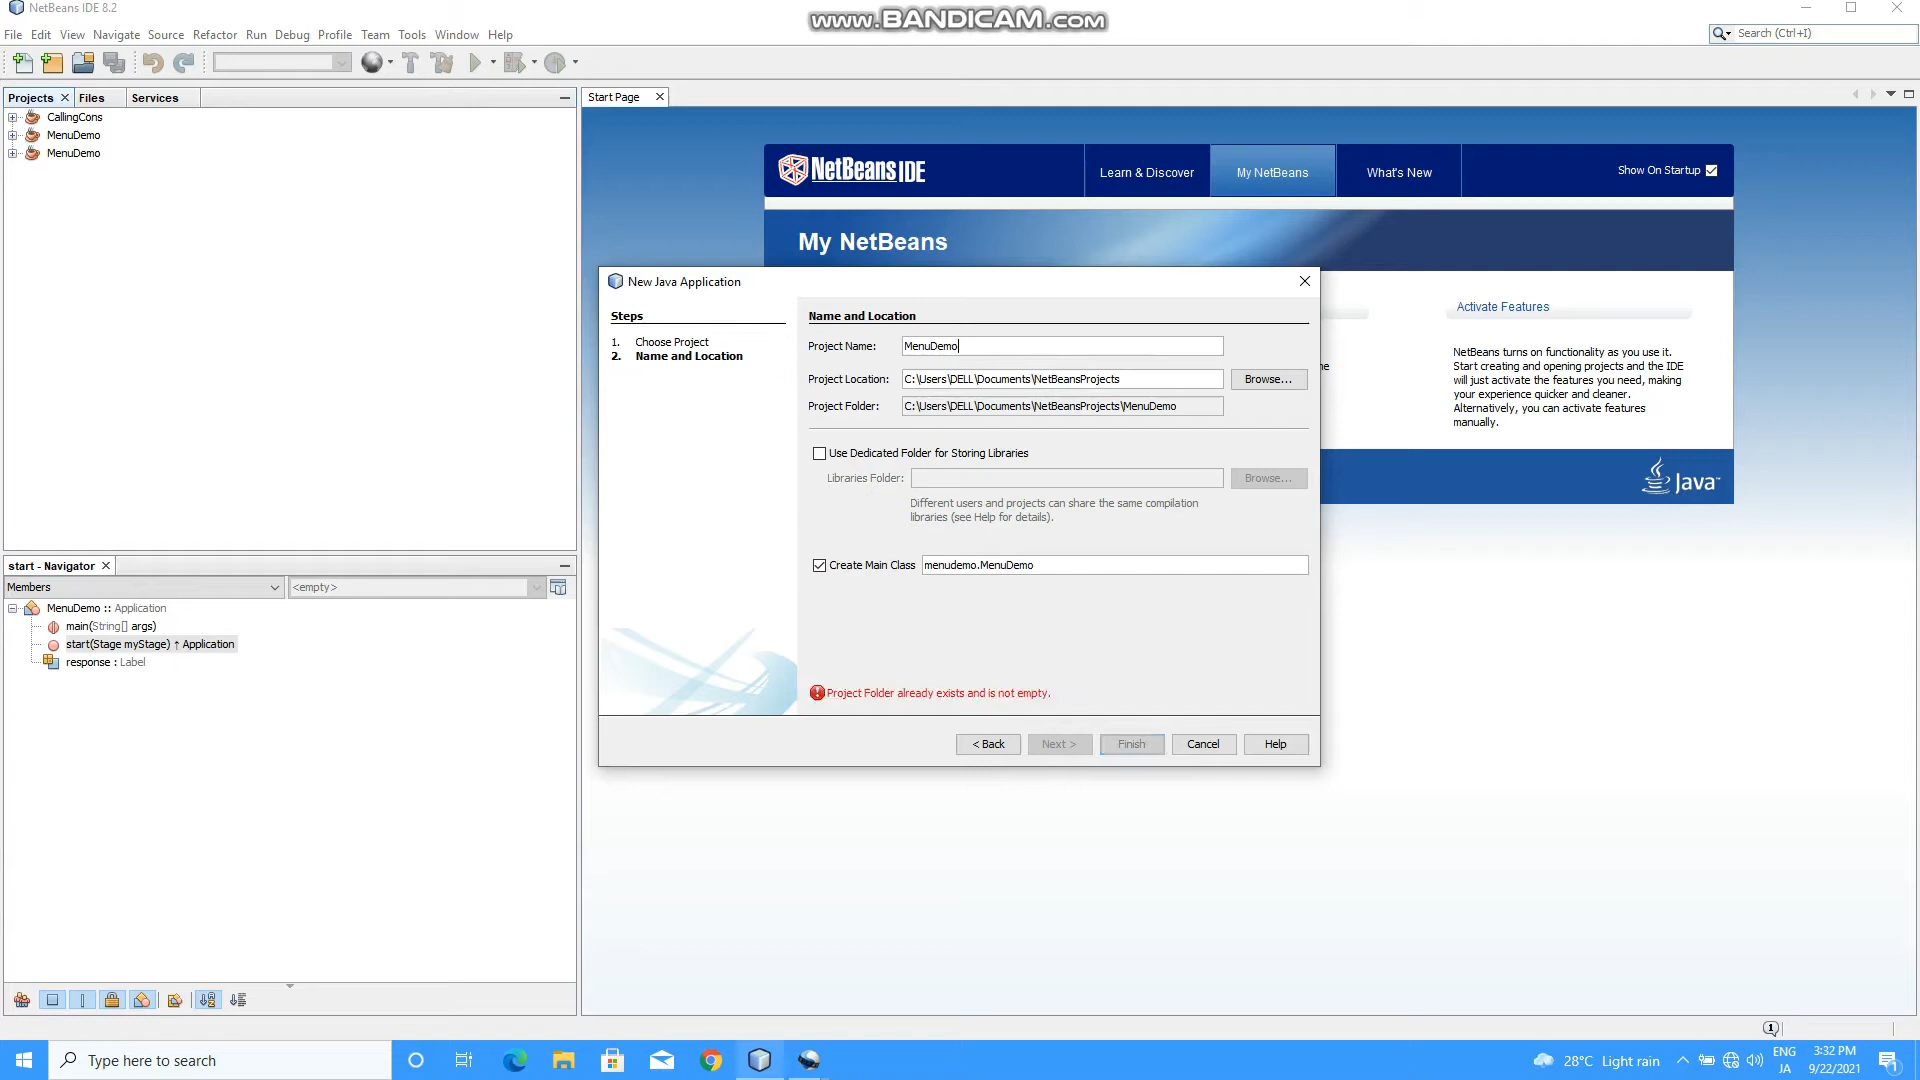 NetBeans IDE 8.2
www.BANDICAM.com
File Edit View Navigate Source Refactor Run Debug Profile Team Tools Window Help
Search (Ctrl+I)
Projects Files Services
Start Page
CallingCons
MenuDemo
MenuDemo
NetBeans IDE
Learn & Discover
My NetBeans
What's New
Show On Startup
My NetBeans
Activate Features
NetBeans turns on functionality as you use it.
Start creating and opening projects and the IDE
will just activate the features you need, making
your experience quicker and cleaner.
Alternatively, you can activate features
manually.
Java
New Java Application
Steps
1. Choose Project
2. Name and Location
Name and Location
Project Name: MenuDemo
Project Location: C:\Users\DELL\Documents\NetBeansProjects Browse...
Project Folder: C:\Users\DELL\Documents\NetBeansProjects\MenuDemo
Use Dedicated Folder for Storing Libraries
Libraries Folder: Browse...
Different users and projects can share the same compilation
libraries (see Help for details).
Create Main Class menudemo.MenuDemo
Project Folder already exists and is not empty.
< Back Next > Finish Cancel Help
start - Navigator
Members <empty>
MenuDemo :: Application
main(String[] args)
start(Stage myStage) ↑ Application
response : Label
Type here to search
28°C Light rain
ENG
JA
3:32 PM
9/22/2021